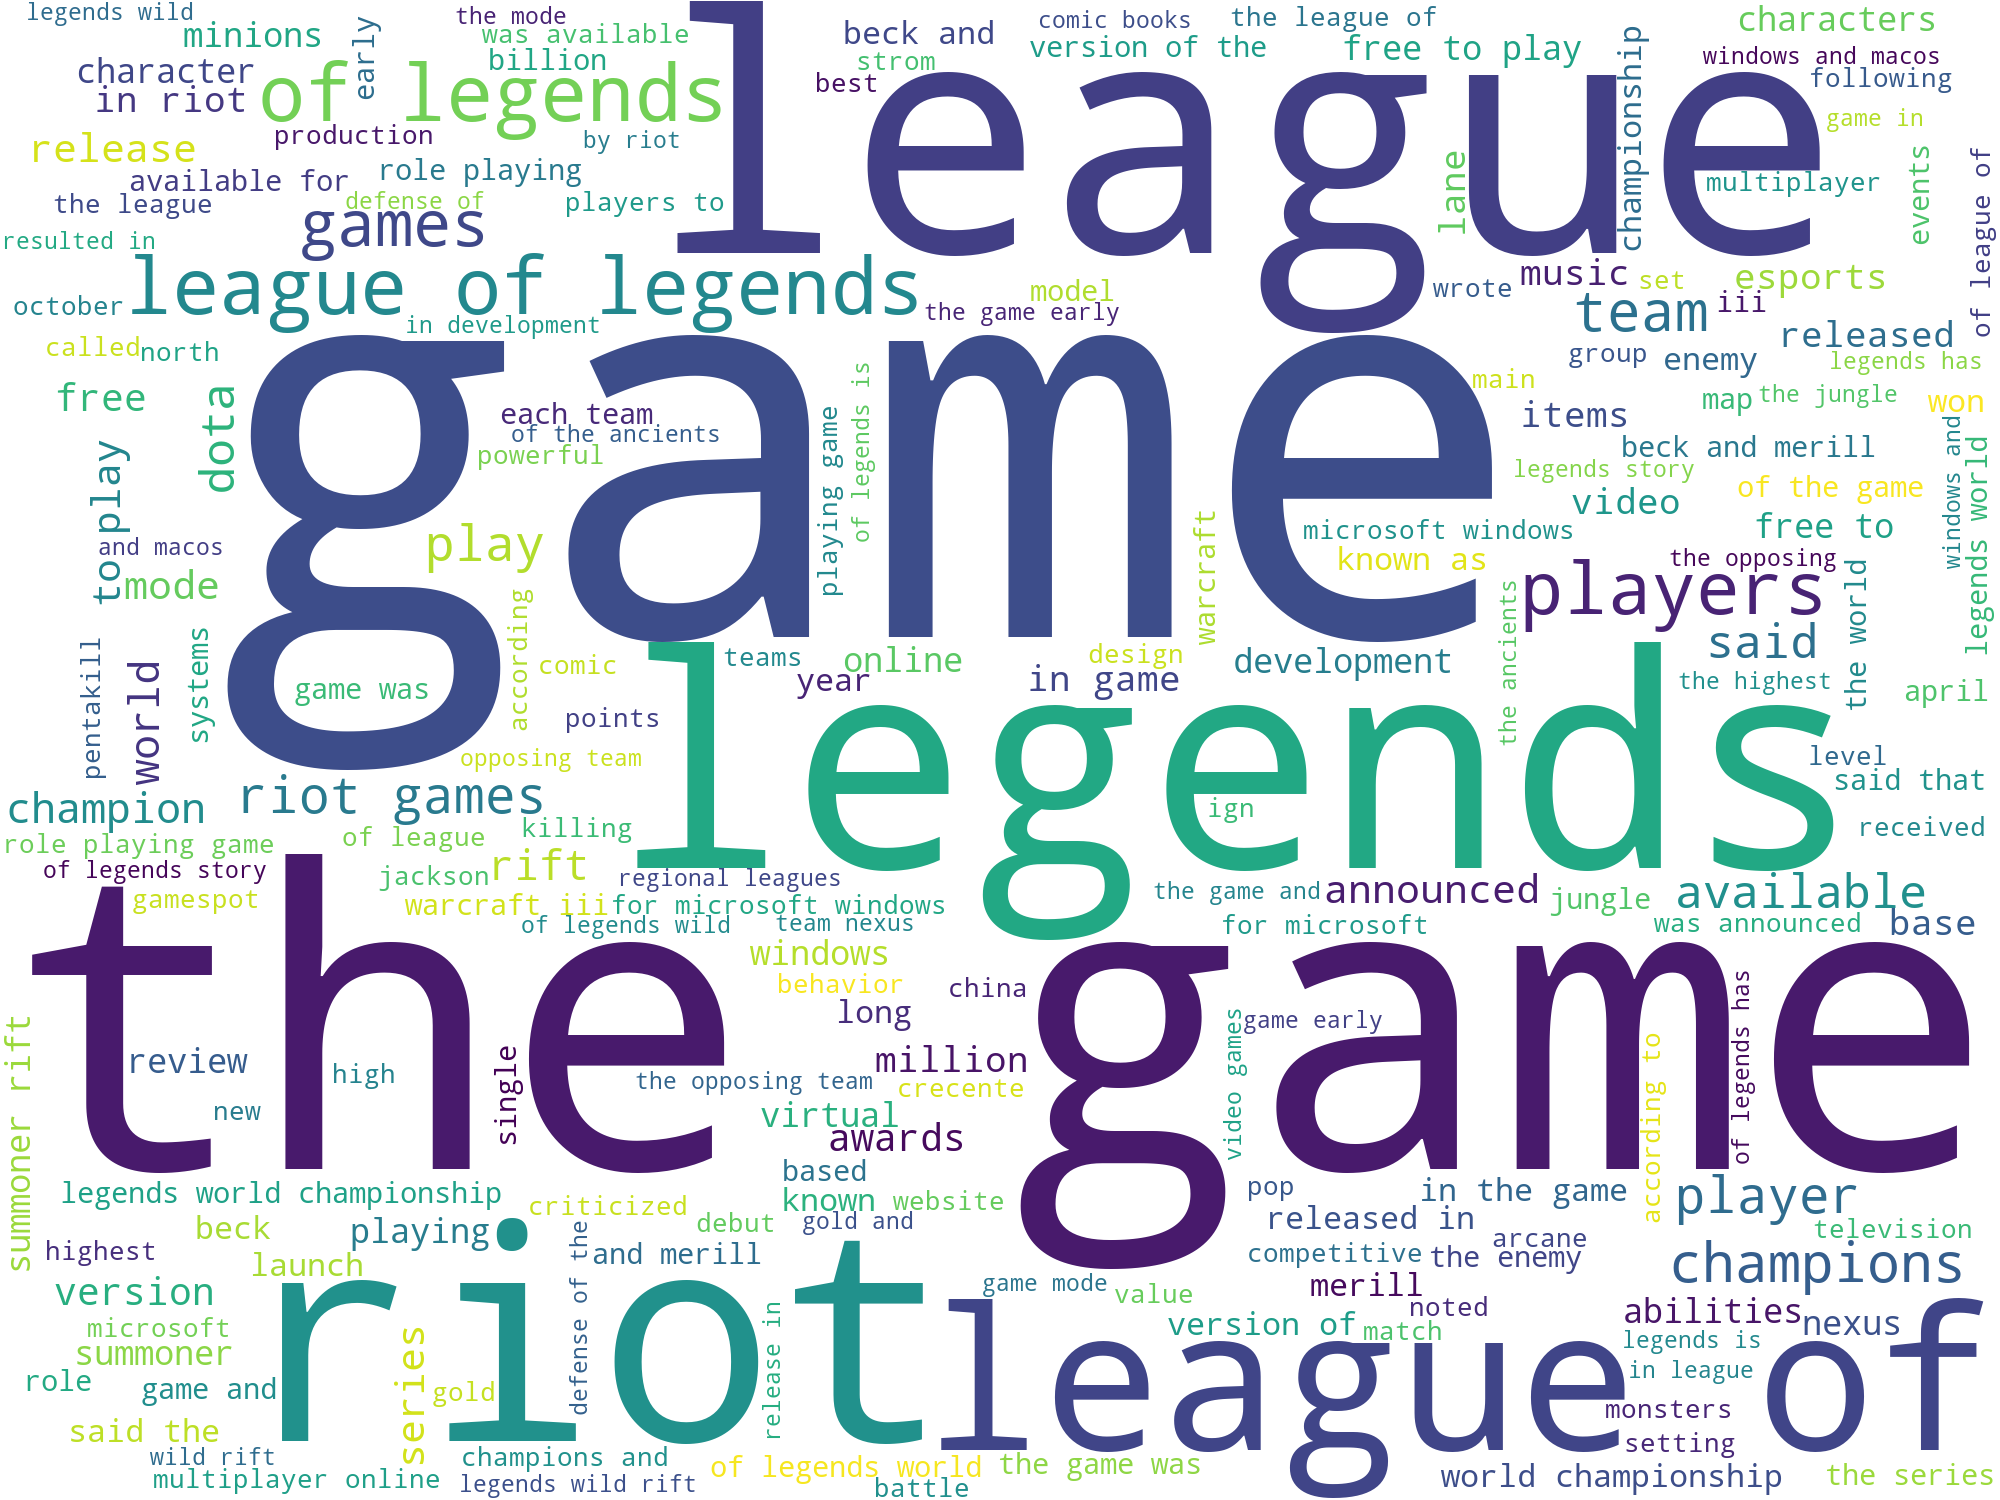 legends wild
the mode
league
comic books
the league of
characters
minions
early
was available
beck and
version of the
free to play
championship
windows and macos
character
of legends
billion
strom
best
following
in riot
production
by riot
game in
release
available for
role playing
lane
multiplayer
events
of league of
the league
games
defense of
players to
resulted in
league of legends
music
set
esports
october
in development
the game early
model
wrote
team
iii
released
called
north
game
group
enemy
legends has
free
dota
each team
of the ancients
powerful
playing game
of legends is
main
items
map
the jungle
won
toplay
beck and merill
legends story
windows and
legends world
video
of the game
and macos
play
warcraft
microsoft windows
known as
free to
the opposing
mode
players
the world
the ancients
according
comic
legends
teams
online
year
in game
design
development
said
the highest
april
pentakill
world
systems
game was
points
opposing team
level
said that
champion
riot games
ign
received
role playing game
of league
killing
of legends story
jackson
rift
regional leagues
gamespot
warcraft iii
for microsoft windows
the game and
announced
jungle
available
of legends wild
team nexus
for microsoft
was announced
base
the game
windows
behavior
china
long
summoner rift
review
high
new
single
million
the opposing team
crecente
video games
game early
according to
of legends has
virtual
awards
based
known
website
legends world championship
criticized
debut
gold and
pop
in the game
player
beck
playing
released in
arcane
television
highest
launch
defense of the
and merill
competitive
the enemy
champions
riot
version
series
release in
league of
game mode
value
merill
noted
abilities
nexus
microsoft
summoner
version of
match
legends is
in league
role
game and
gold
monsters
said the
setting
wild rift
champions and
of legends world
the game was
multiplayer online
legends wild rift
battle
world championship
the series